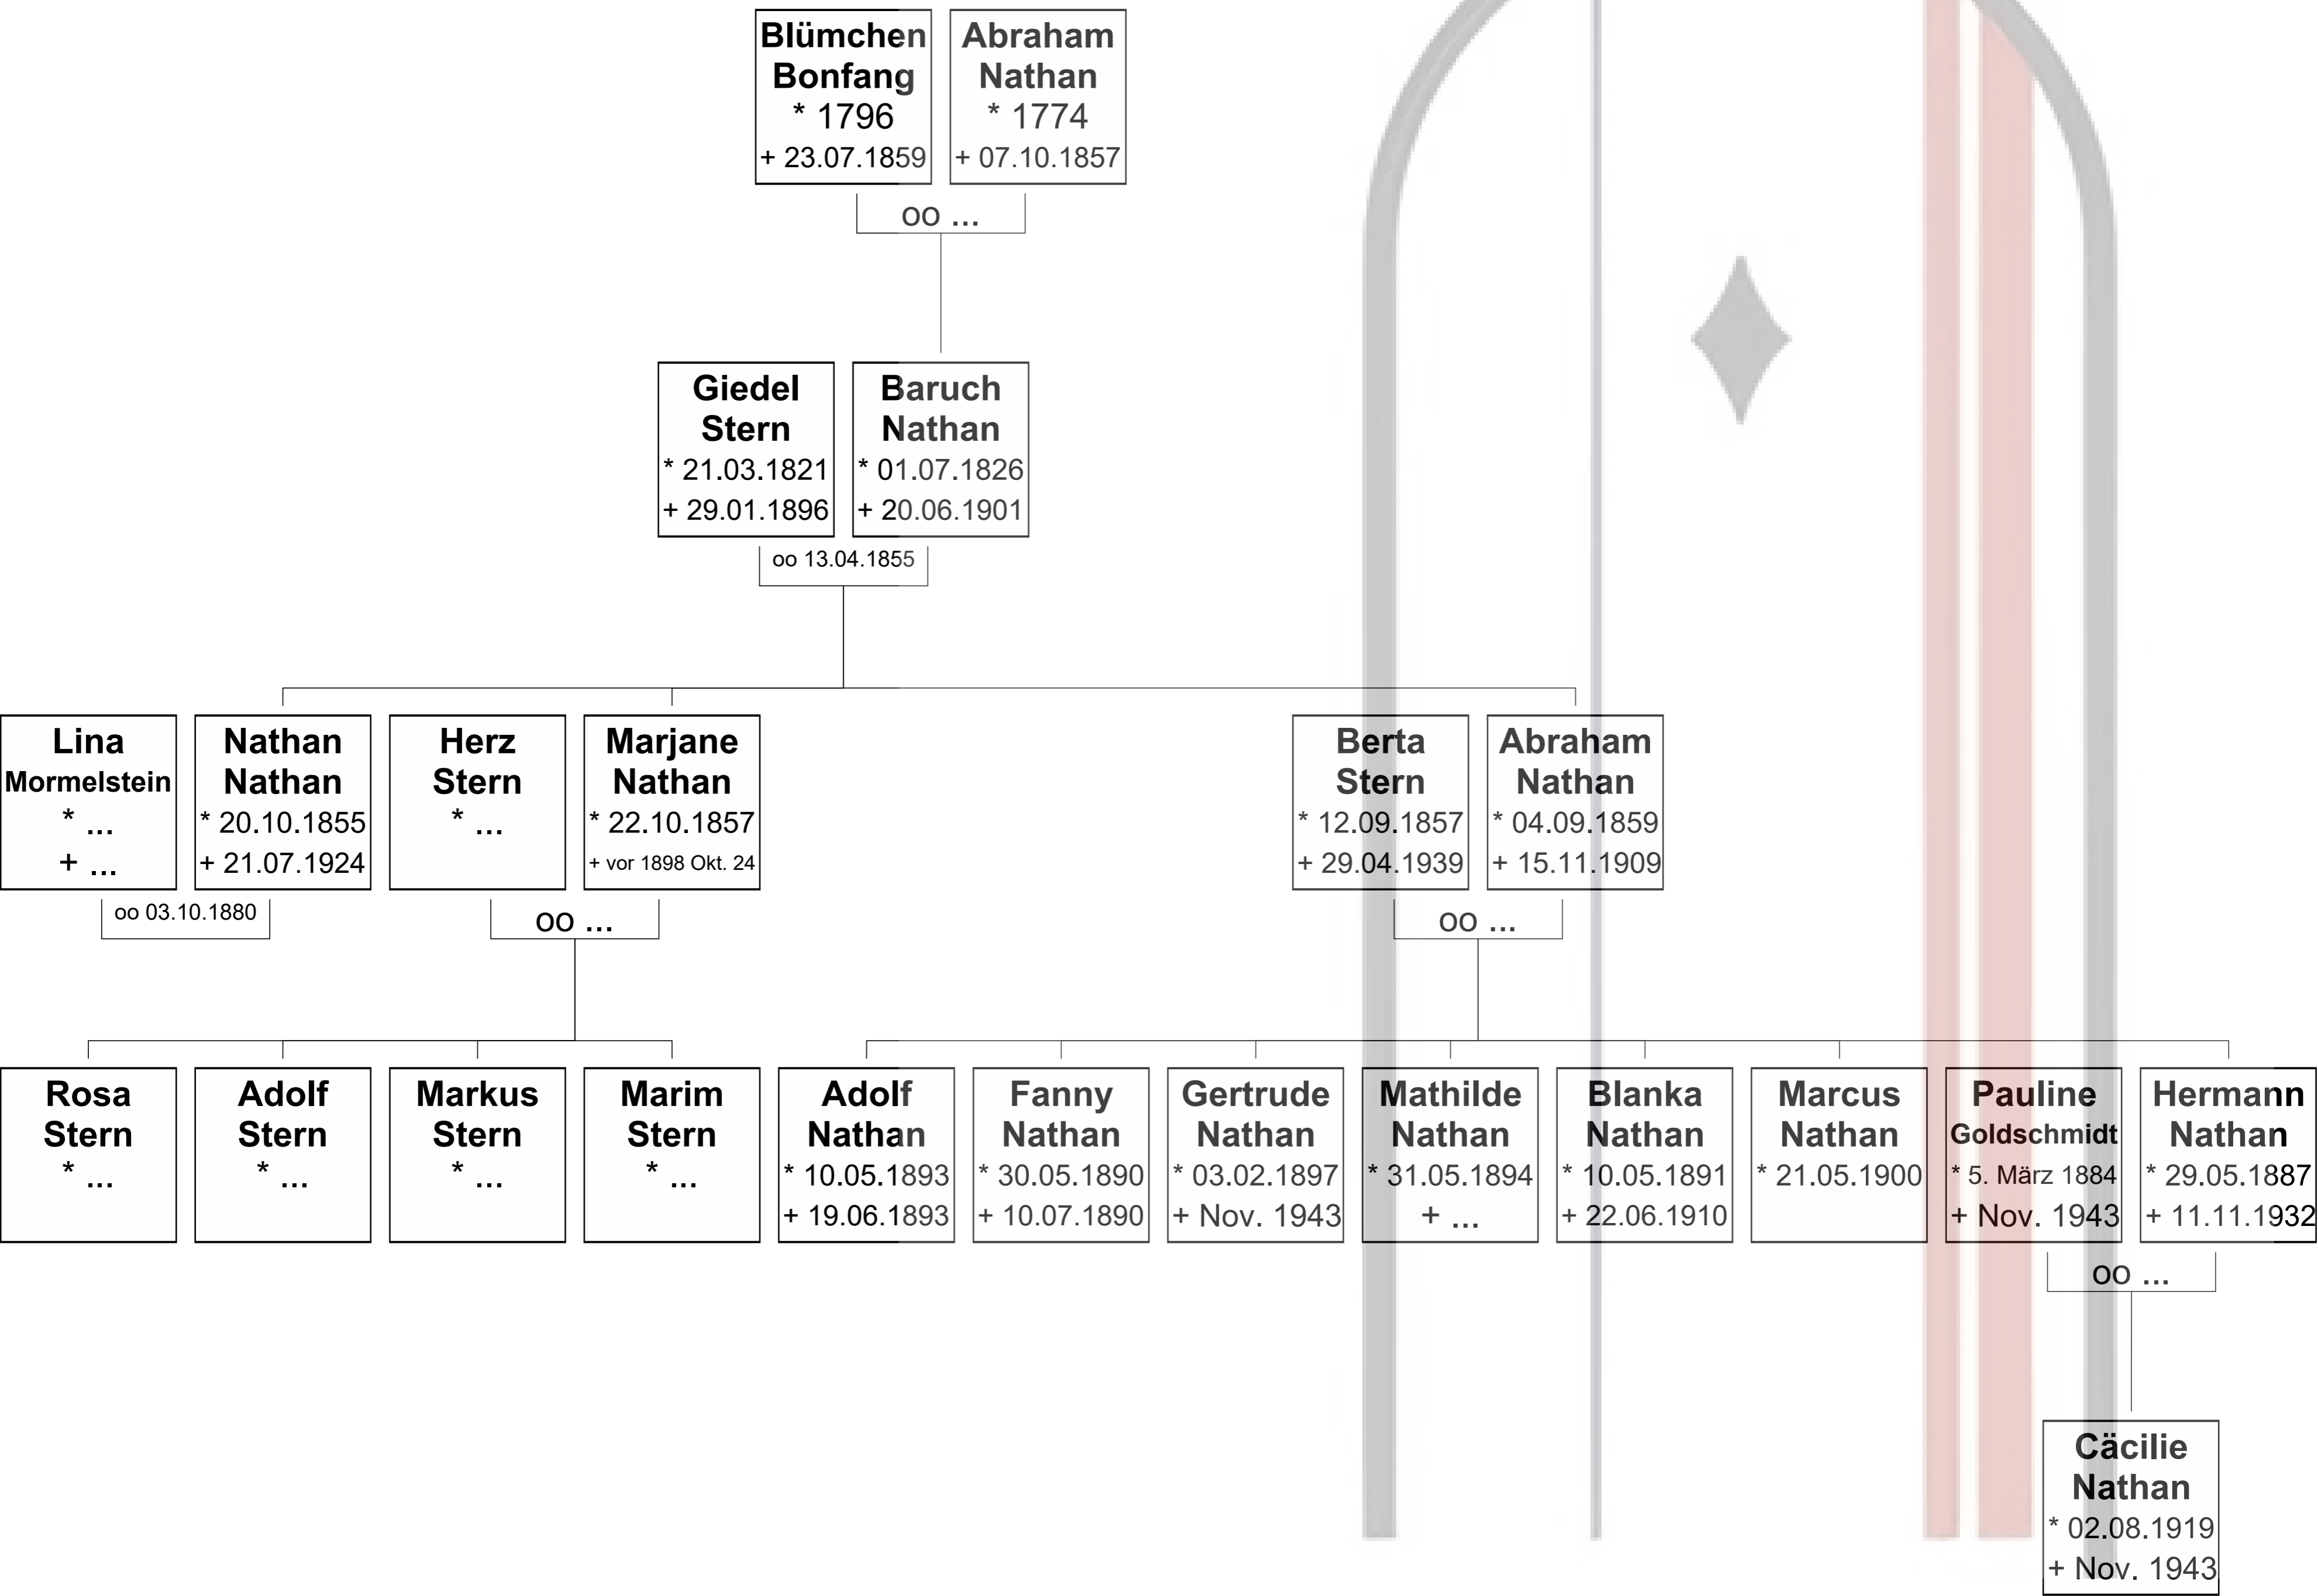 Blümchen
Bonfang
* 1796
+ 23.07.1859
Abraham
Nathan
* 1774
+ 07.10.1857
oo ...
Giedel
Stern
* 21.03.1821
+ 29.01.1896
Baruch
Nathan
* 01.07.1826
+ 20.06.1901
oo 13.04.1855
Lina
Mormelstein
* ...
+ ...
Nathan
Nathan
* 20.10.1855
+ 21.07.1924
oo 03.10.1880
Herz
Stern
* ...
Marjane
Nathan
* 22.10.1857
+ vor 1898 Okt. 24
oo ...
Berta
Stern
* 12.09.1857
+ 29.04.1939
Abraham
Nathan
* 04.09.1859
+ 15.11.1909
oo ...
Rosa
Stern
* ...
Adolf
Stern
* ...
Markus
Stern
* ...
Marim
Stern
* ...
Adolf
Nathan
* 10.05.1893
+ 19.06.1893
Fanny
Nathan
* 30.05.1890
+ 10.07.1890
Gertrude
Nathan
* 03.02.1897
+ Nov. 1943
Mathilde
Nathan
* 31.05.1894
+ ...
Blanka
Nathan
* 10.05.1891
+ 22.06.1910
Marcus
Nathan
* 21.05.1900
Pauline
Goldschmidt
* 5. März 1884
+ Nov. 1943
Hermann
Nathan
* 29.05.1887
+ 11.11.1932
oo ...
Cäcilie
Nathan
* 02.08.1919
+ Nov. 1943